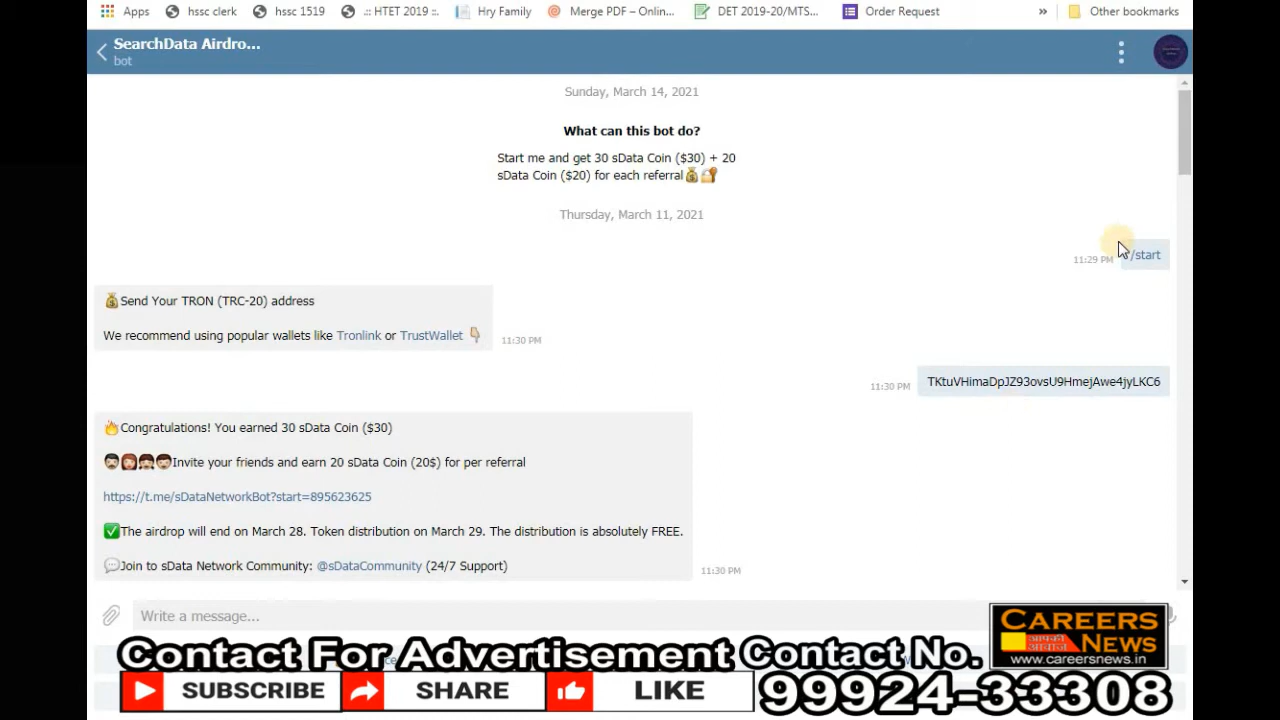 Apps hssc clerk hssc 1519 .:: HTET 2019 ::. Hry Family Merge PDF – Onlin... DET 2019-20/MTS... Order Request » Other bookmarks
SearchData Airdro...
bot
Sunday, March 14, 2021
What can this bot do?
Start me and get 30 sData Coin ($30) + 20
sData Coin ($20) for each referral💰🔐
Thursday, March 11, 2021
11:29 PM /start
💰Send Your TRON (TRC-20) address
We recommend using popular wallets like Tronlink or TrustWallet 👇
11:30 PM
11:30 PM TKtuVHimaDpJZ93ovsU9HmejAwe4jyLKC6
🔥Congratulations! You earned 30 sData Coin ($30)
👨👩👧👦Invite your friends and earn 20 sData Coin (20$) for per referral
https://t.me/sDataNetworkBot?start=895623625
✅The airdrop will end on March 28. Token distribution on March 29. The distribution is absolutely FREE.
💬Join to sData Network Community: @sDataCommunity (24/7 Support)
11:30 PM
Write a message...
Contact For Advertisement Contact No.
SUBSCRIBE SHARE LIKE 99924-33308
CAREERS
आपकी
आवाज
NEWS
www.careersnews.in